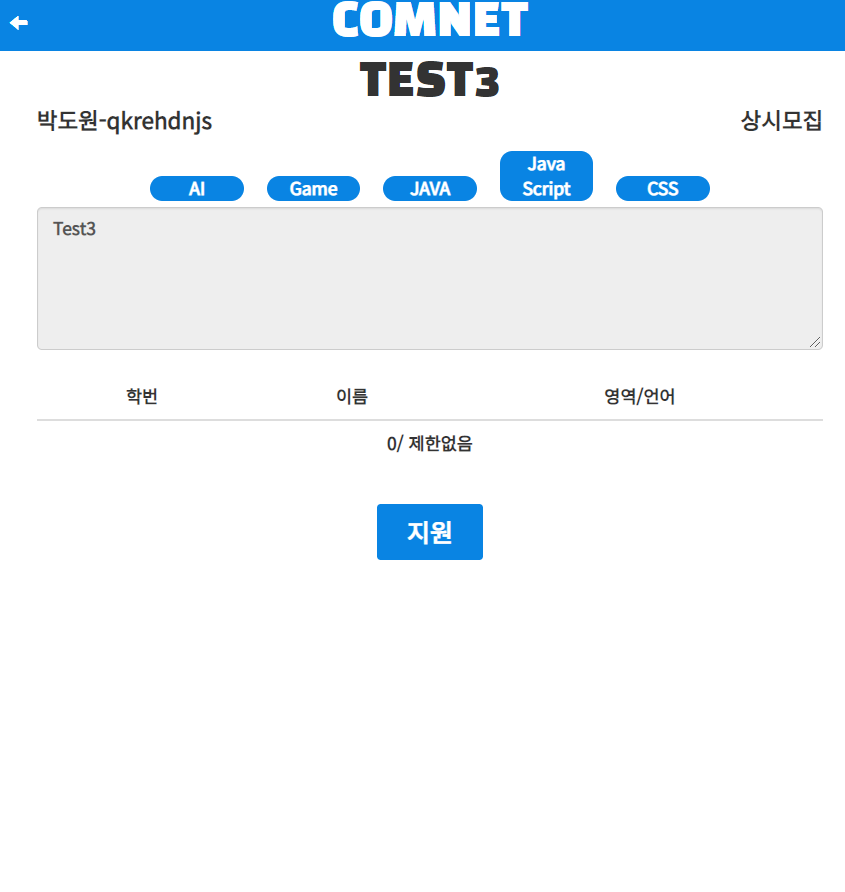 COMNET
TEST3
박도원-qkrehdnjs 상시모집
AI Game JAVA Java Script CSS
Test3
학번 이름 영역/언어
0/ 제한없음
지원